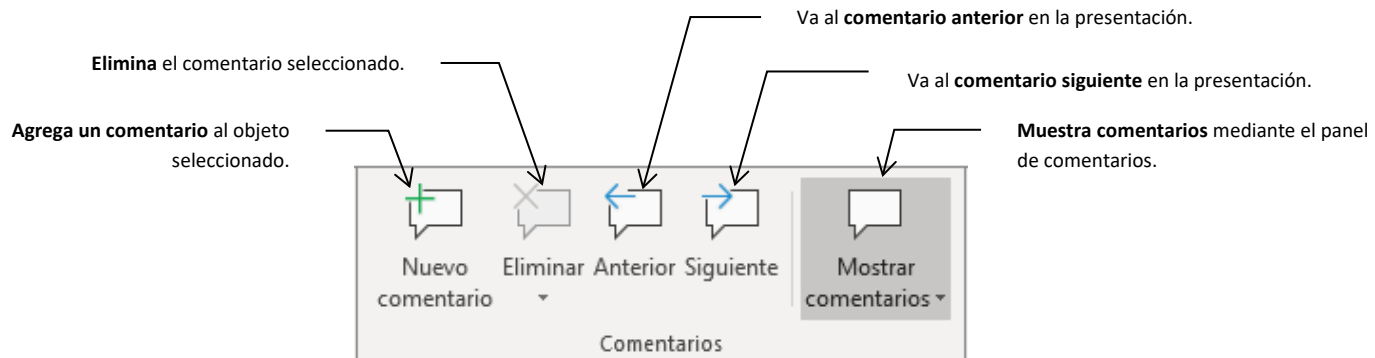 Va al comentario anterior en la presentación.
Elimina el comentario seleccionado.
Va al comentario siguiente en la presentación.
Agrega un comentario al objeto
seleccionado.
Muestra comentarios mediante el panel
de comentarios.
Nuevo
comentario
Eliminar
Anterior
Siguiente
Mostrar
comentarios
Comentarios